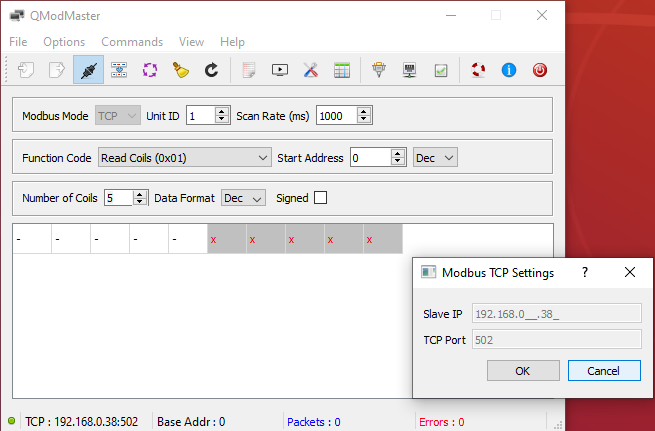 QModMaster
File Options Commands View Help
Modbus Mode TCP Unit ID 1 Scan Rate (ms) 1000
Function Code Read Coils (0x01) Start Address 0 Dec
Number of Coils 5 Data Format Dec Signed
- - - - - x x x x x
Modbus TCP Settings ?
Slave IP 192.168.0__.38_
TCP Port 502
OK Cancel
TCP : 192.168.0.38:502 Base Addr : 0 Packets : 0 Errors : 0